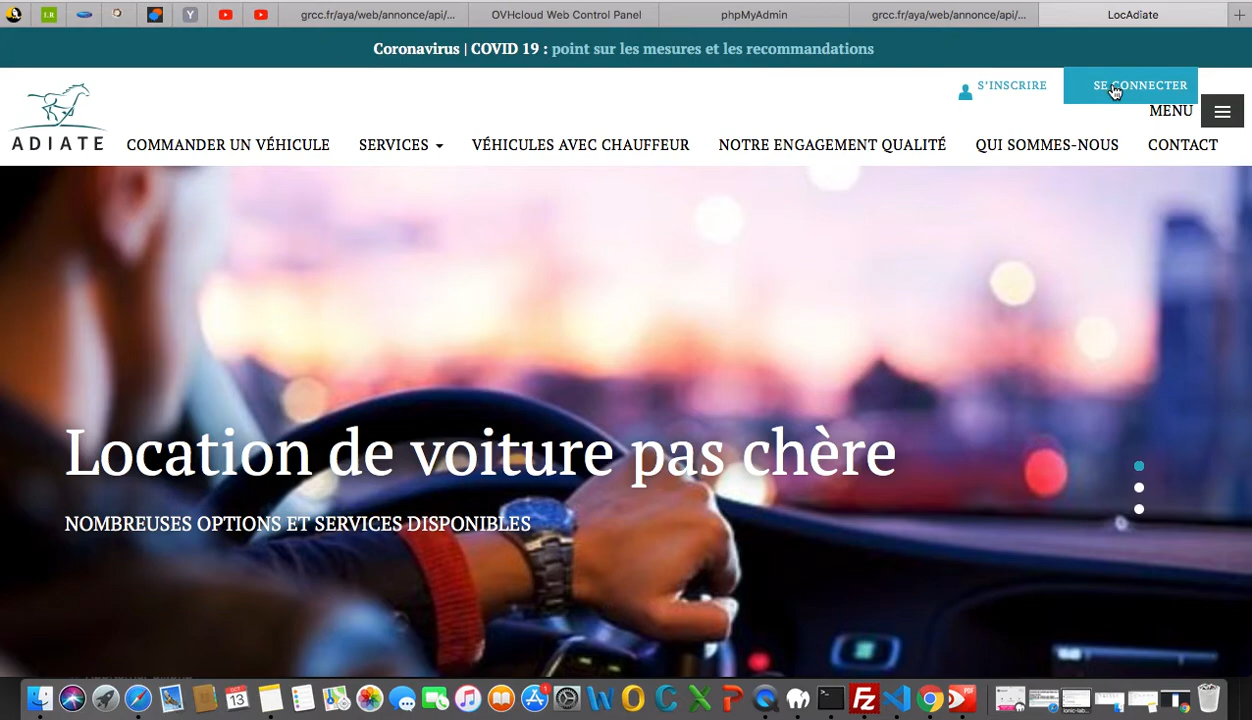 grcc.fr/aya/web/annonce/api/...
OVHcloud Web Control Panel
phpMyAdmin
grcc.fr/aya/web/annonce/api/...
LocAdiate
Coronavirus | COVID 19 : point sur les mesures et les recommandations
S'INSCRIRE
SE CONNECTER
MENU
ADIATE
COMMANDER UN VÉHICULE
SERVICES
VÉHICULES AVEC CHAUFFEUR
NOTRE ENGAGEMENT QUALITÉ
QUI SOMMES-NOUS
CONTACT
Location de voiture pas chère
NOMBREUSES OPTIONS ET SERVICES DISPONIBLES
13